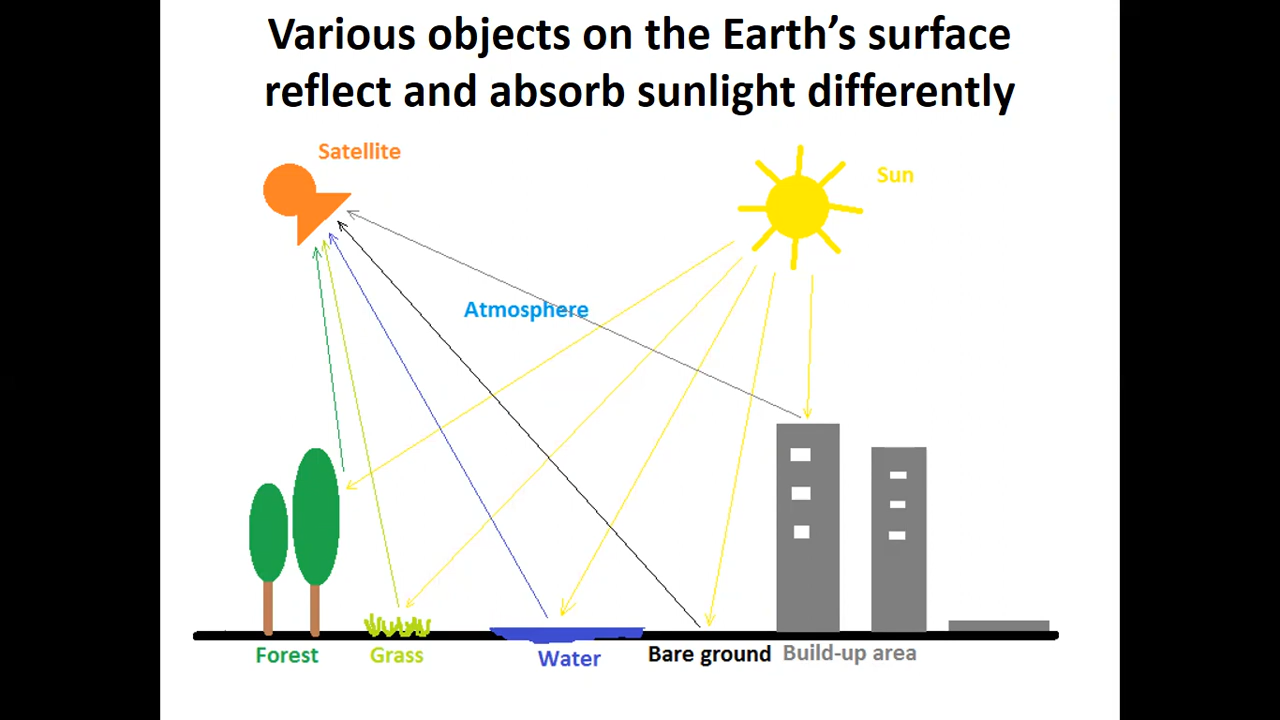 Various objects on the Earth’s surface
reflect and absorb sunlight differently
Satellite
Sun
Atmosphere
Forest
Grass
Water
Bare ground
Build-up area